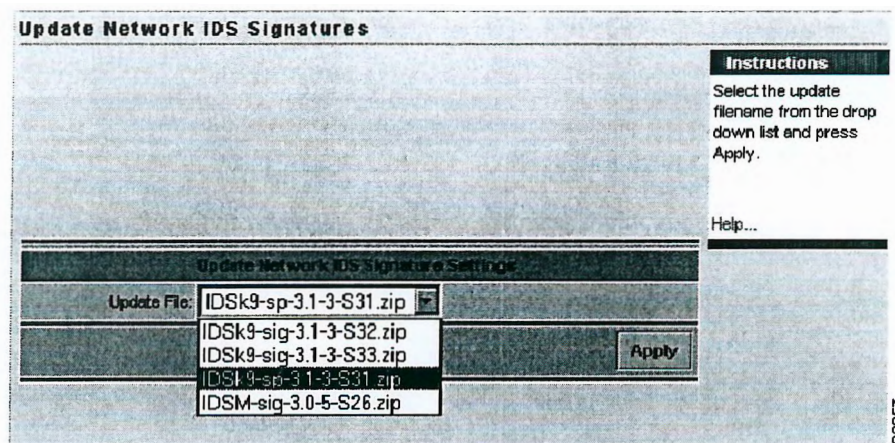 Update Network IDS Signatures
Instructions
Select the update
filename from the drop
down list and press
Apply.
Help...
Update Network IDS Signature Settings
Update File:
IDSk9-sp-3.1-3-S31.zip
IDSk9-sig-3.1-3-S32.zip
IDSk9-sig-3.1-3-S33.zip
IDSk9-sp-3.1-3-S31.zip
IDSM-sig-3.0-5-S26.zip
Apply